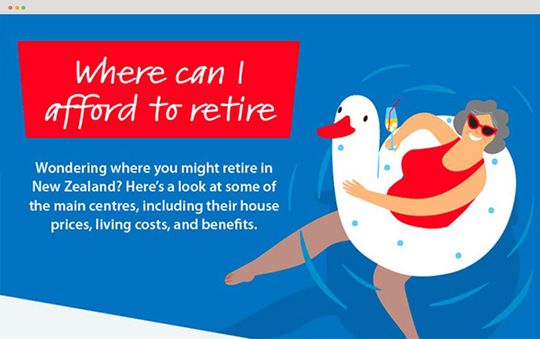 Where can I
afford to retire
Wondering where you might retire in
New Zealand? Here’s a look at some of
the main centres, including their house
prices, living costs, and benefits.